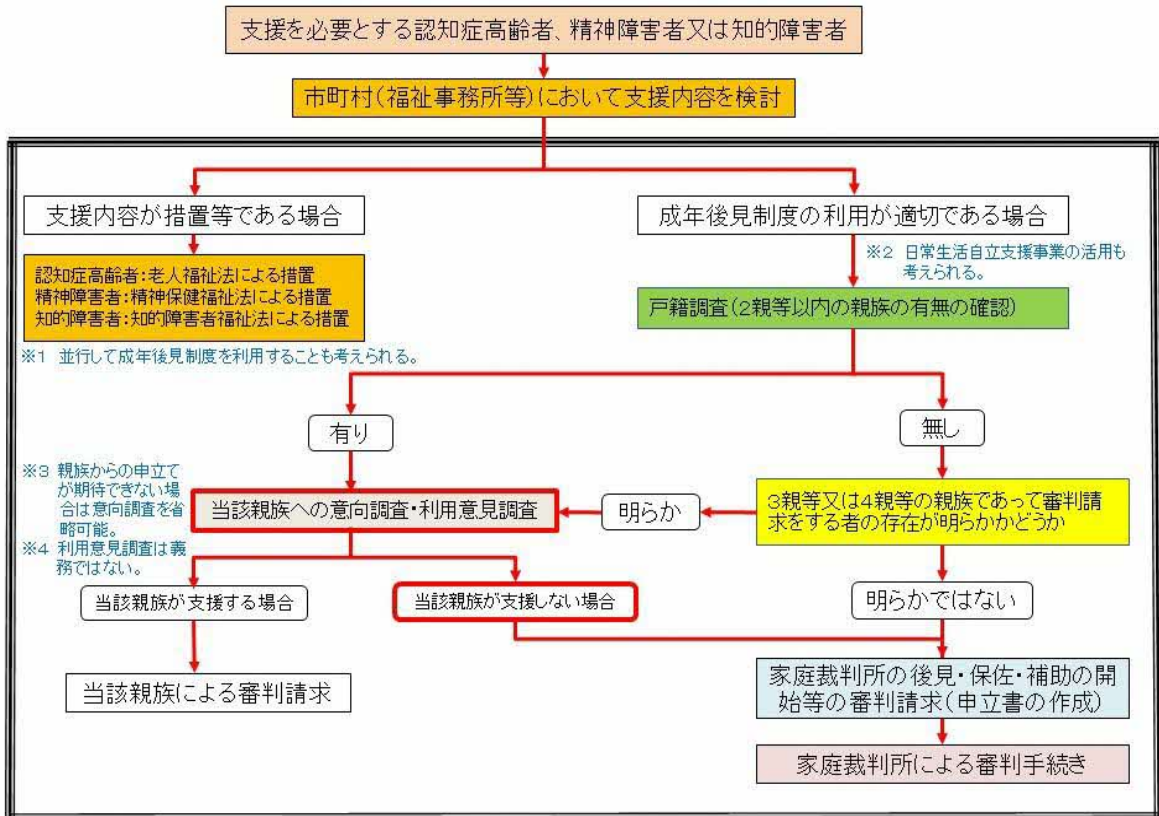 支援を必要とする認知症高齢者、精神障害者又は知的障害者
市町村(福祉事務所等)において支援内容を検討
支援内容が措置等である場合
成年後見制度の利用が適切である場合
認知症高齢者:老人福祉法による措置
精神障害者:精神保健福祉法による措置
知的障害者:知的障害者福祉法による措置
※2 日常生活自立支援事業の活用も
考えられる。
戸籍調査(2親等以内の親族の有無の確認)
※1 並行して成年後見制度を利用することも考えられる。
有り
無し
※3 親族からの申立て
が期待できない場
合は意向調査を省
略可能。
※4 利用意見調査は義
務ではない。
当該親族への意向調査・利用意見調査
明らか
3親等又は4親等の親族であって審判請
求をする者の存在が明らかかどうか
当該親族が支援する場合
当該親族が支援しない場合
明らかではない
当該親族による審判請求
家庭裁判所の後見・保佐・補助の開
始等の審判請求(申立書の作成)
家庭裁判所による審判手続き